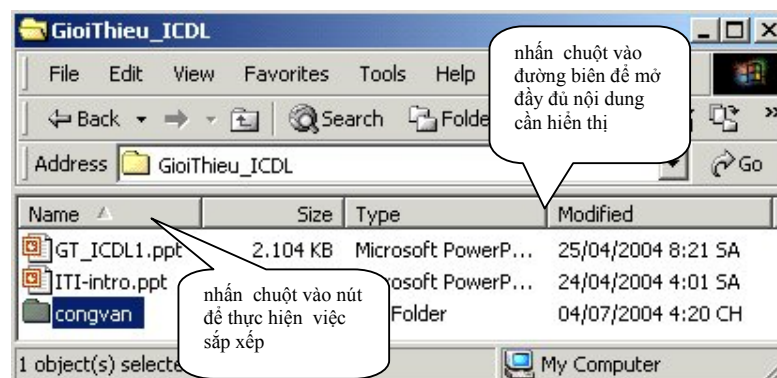 GioiThieu_ICDL
nhấn chuột vào
đường biên để mở
đầy đủ nội dung
cần hiển thị
File Edit View Favorites Tools Help
Back Search
Address GioiThieu_ICDL Go
Name Size Type Modified
GT_ICDL1.ppt 2.104 KB Microsoft PowerP... 25/04/2004 8:21 SA
ITI-intro.ppt PowerP... 24/04/2004 4:01 SA
congvan Folder 04/07/2004 4:20 CH
nhấn chuột vào nút
để thực hiện việc
sắp xếp
1 object(s) My Computer